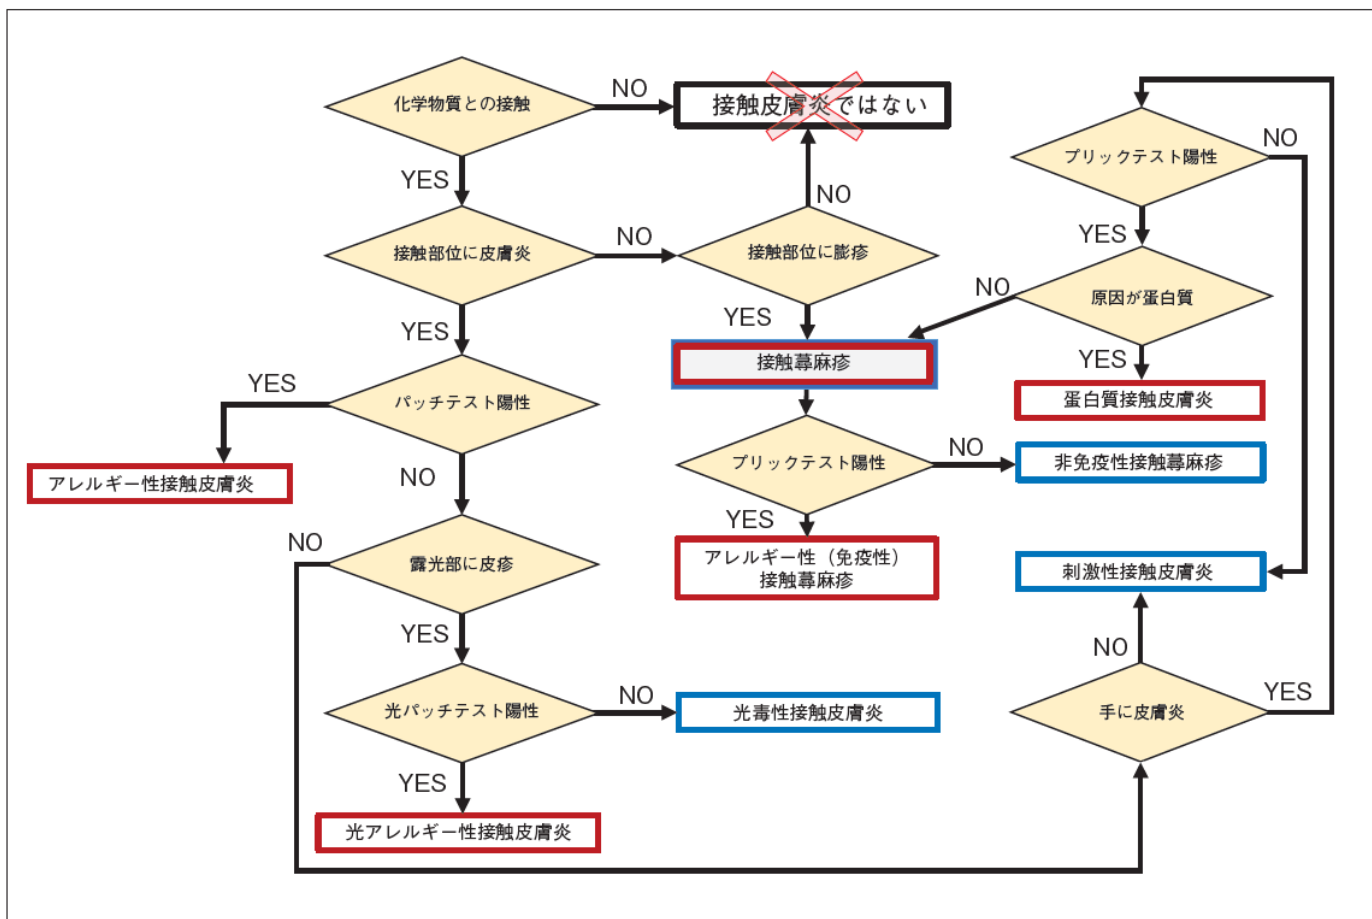 化学物質との接触
NO
接触皮膚炎ではない
YES
接触部位に皮膚炎
NO
接触部位に膨疹
NO
YES
接触蕁麻疹
YES
パッチテスト陽性
YES
アレルギー性接触皮膚炎
NO
プリックテスト陽性
NO
非免疫性接触蕁麻疹
YES
アレルギー性（免疫性）
接触蕁麻疹
露光部に皮疹
NO
YES
光パッチテスト陽性
NO
光毒性接触皮膚炎
YES
光アレルギー性接触皮膚炎
プリックテスト陽性
NO
YES
原因が蛋白質
NO
YES
蛋白質接触皮膚炎
刺激性接触皮膚炎
NO
手に皮膚炎
YES